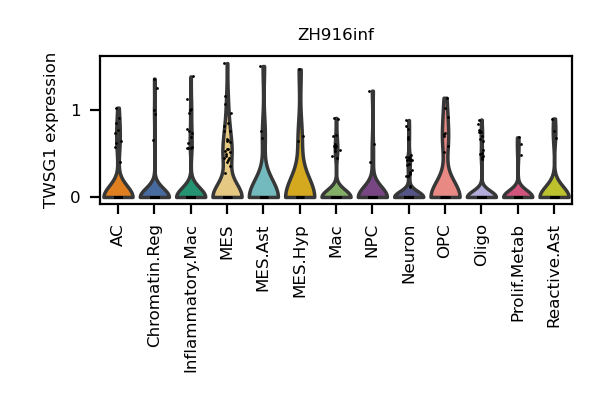 ZH916inf
TWSG1 expression
1
0
AC
Chromatin.Reg
Inflammatory.Mac
MES
MES.Ast
MES.Hyp
Mac
NPC
Neuron
OPC
Oligo
Prolif.Metab
Reactive.Ast